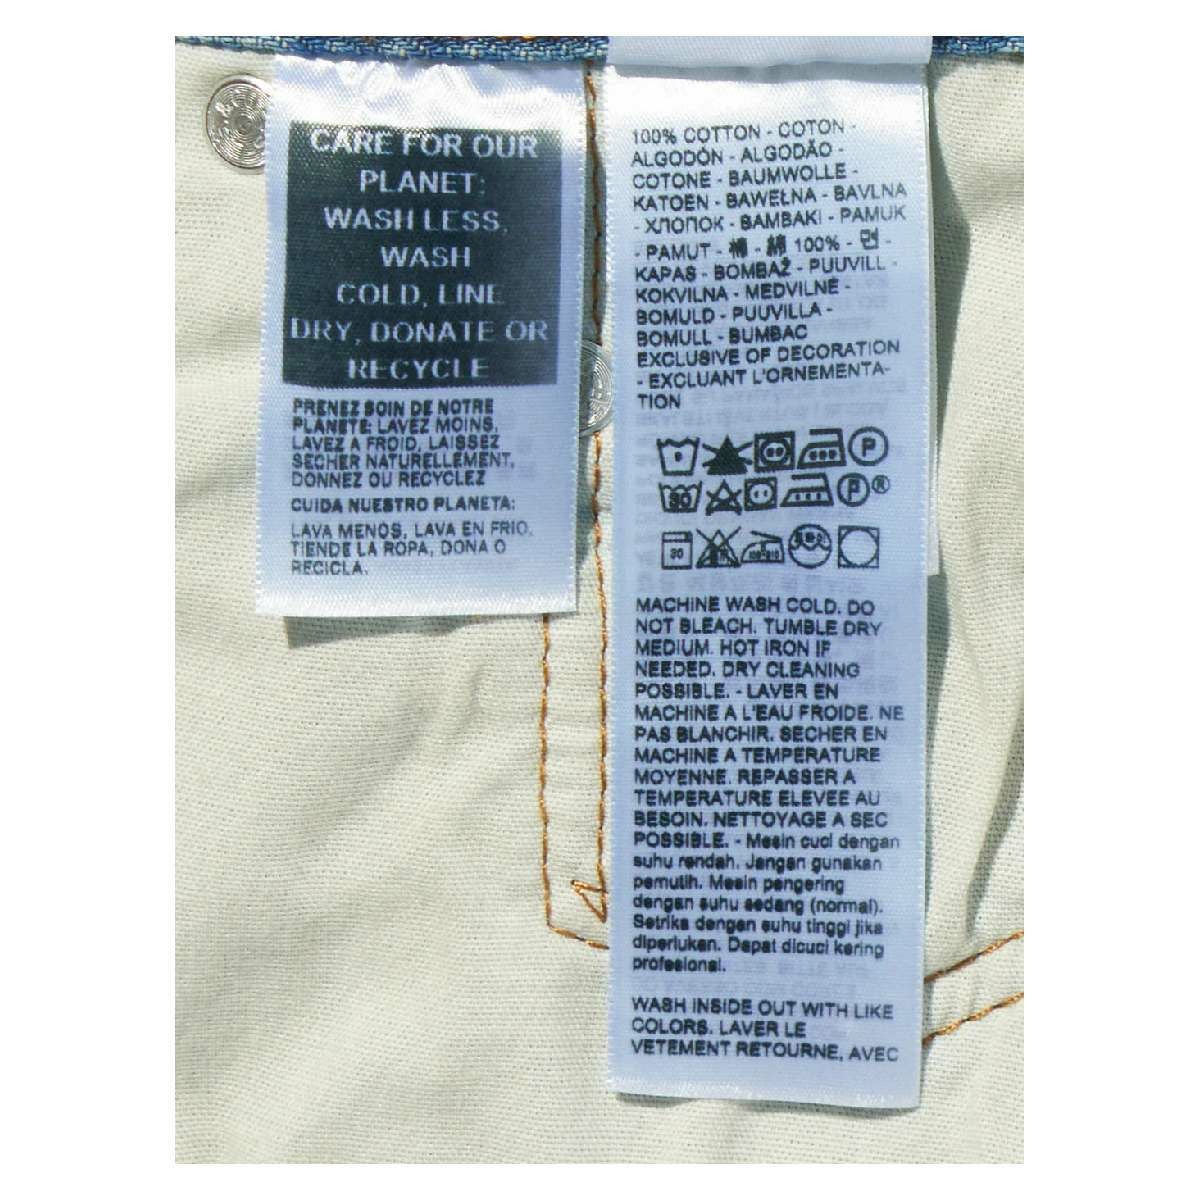 CARE FOR OUR
PLANET:
WASH LESS,
WASH
COLD, LINE
DRY, DONATE OR
RECYCLE
PRENEZ SOIN DE NOTRE
PLANETE: LAVEZ MOINS,
LAVEZ A FROID, LAISSEZ
SECHER NATURELLEMENT,
DONNEZ OU RECYCLEZ
CUIDA NUESTRO PLANETA:
LAVA MENOS, LAVA EN FRIO,
TIENDE LA ROPA, DONA O
RECICLA.
100% COTTON - COTON -
ALGODÓN - ALGODÃO -
COTONE - BAUMWOLLE -
KATOEN - BAWEŁNA - BAVLNA
- ХЛОПОК - BAMBAKI - PAMUK
- PAMUT - 棉 - 綿 100% - 면 -
KAPAS - BOMBAŽ - PUUVILL -
KOKVILNA - MEDVILNĖ -
BOMULD - PUUVILLA -
BOMULL - BUMBAC
EXCLUSIVE OF DECORATION
- EXCLUANT L'ORNEMENTA-
TION
P
30 P ®
30
MACHINE WASH COLD. DO
NOT BLEACH. TUMBLE DRY
MEDIUM. HOT IRON IF
NEEDED. DRY CLEANING
POSSIBLE. - LAVER EN
MACHINE A L'EAU FROIDE. NE
PAS BLANCHIR. SECHER EN
MACHINE A TEMPERATURE
MOYENNE. REPASSER A
TEMPERATURE ELEVEE AU
BESOIN. NETTOYAGE A SEC
POSSIBLE. - Mesin cuci dengan
suhu rendah. Jangan gunakan
pemutih. Mesin pengering
dengan suhu sedang (normal).
Setrika dengan suhu tinggi jika
diperlukan. Dapat dicuci kering
profesional.
WASH INSIDE OUT WITH LIKE
COLORS. LAVER LE
VETEMENT RETOURNE, AVEC